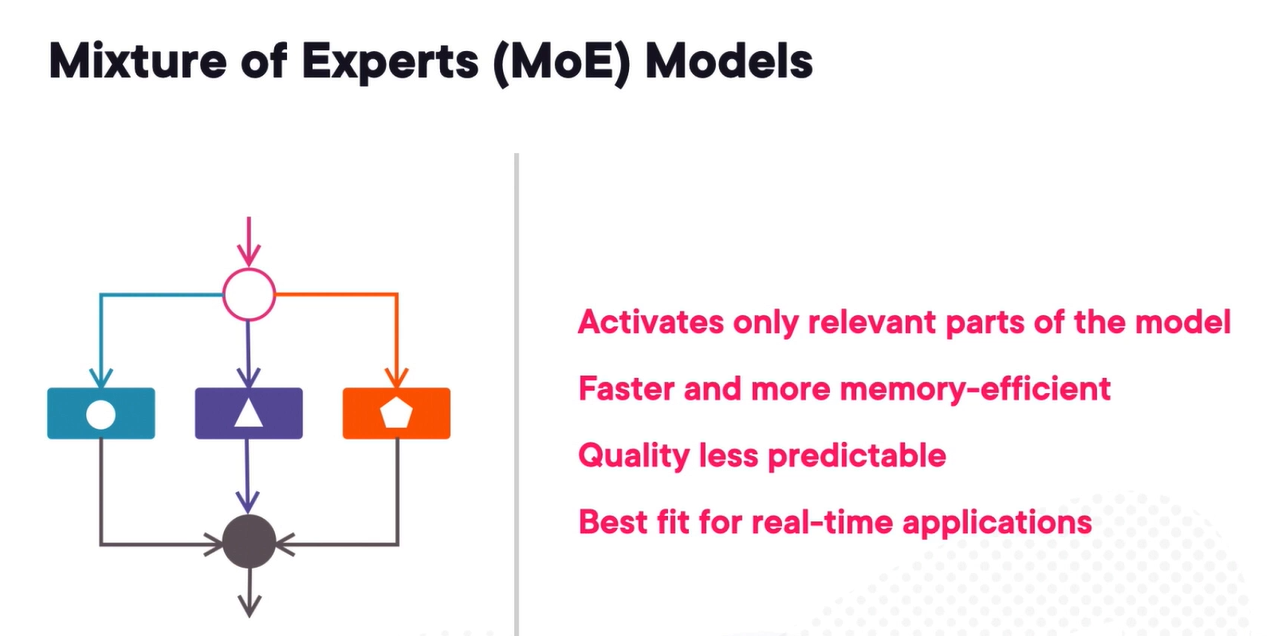 Mixture of Experts (MoE) Models
Activates only relevant parts of the model
Faster and more memory-efficient
Quality less predictable
Best fit for real-time applications